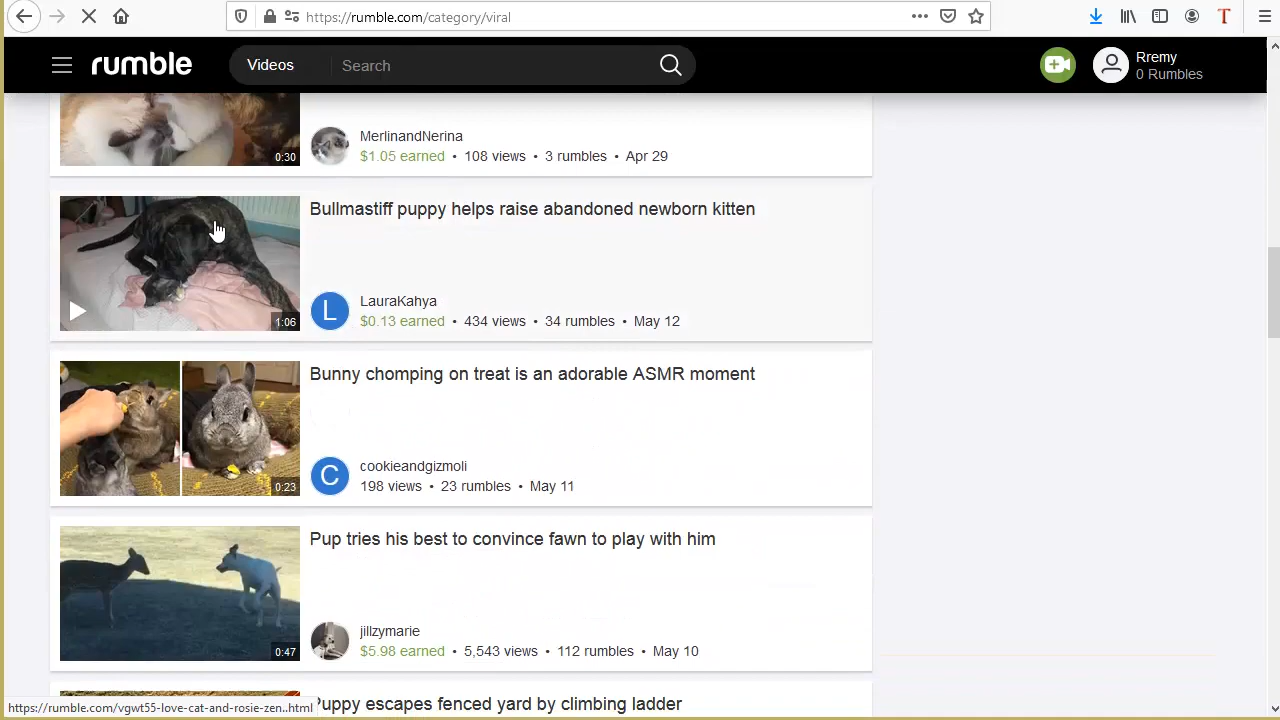 https://rumble.com/category/viral
rumble
Videos
Search
Rremy
0 Rumbles
0:30
MerlinandNerina
$1.05 earned • 108 views • 3 rumbles • Apr 29
Bullmastiff puppy helps raise abandoned newborn kitten
1:06
L
LauraKahya
$0.13 earned • 434 views • 34 rumbles • May 12
Bunny chomping on treat is an adorable ASMR moment
0:23
C
cookieandgizmoli
198 views • 23 rumbles • May 11
Pup tries his best to convince fawn to play with him
0:47
jillzymarie
$5.98 earned • 5,543 views • 112 rumbles • May 10
Puppy escapes fenced yard by climbing ladder
https://rumble.com/vgwt55-love-cat-and-rosie-zen..html